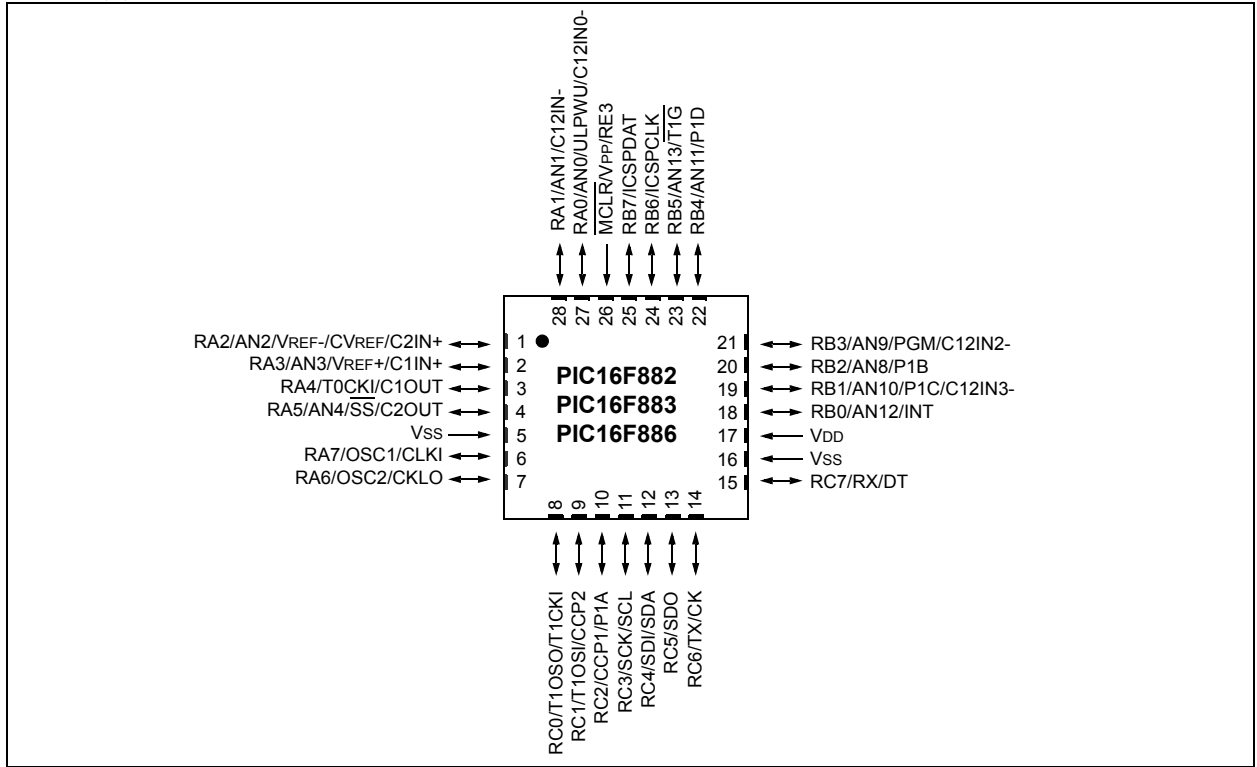 RA1/AN1/C12IN-
RA0/AN0/ULPWU/C12IN0-
MCLR/VPP/RE3
RB7/ICSPDAT
RB6/ICSPCLK
RB5/AN13/T1G
RB4/AN11/P1D
28
27
26
25
24
23
22
RA2/AN2/VREF-/CVREF/C2IN+
RA3/AN3/VREF+/C1IN+
RA4/T0CKI/C1OUT
RA5/AN4/SS/C2OUT
VSS
RA7/OSC1/CLKI
RA6/OSC2/CKLO
1
2
3
4
5
6
7
PIC16F882
PIC16F883
PIC16F886
21
20
19
18
17
16
15
RB3/AN9/PGM/C12IN2-
RB2/AN8/P1B
RB1/AN10/P1C/C12IN3-
RB0/AN12/INT
VDD
VSS
RC7/RX/DT
8
9
10
11
12
13
14
RC0/T1OSO/T1CKI
RC1/T1OSI/CCP2
RC2/CCP1/P1A
RC3/SCK/SCL
RC4/SDI/SDA
RC5/SDO
RC6/TX/CK